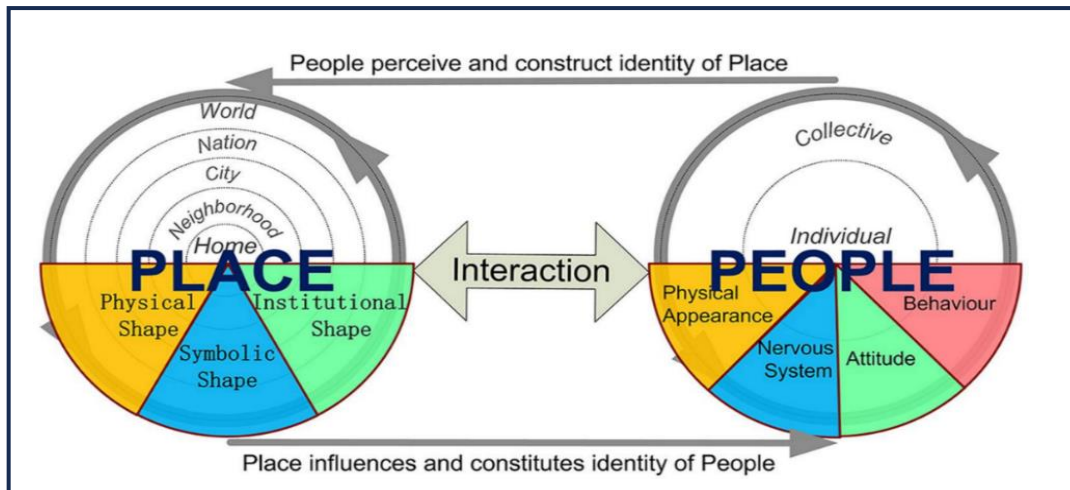 People perceive and construct identity of Place
World
Nation
City
Neighborhood
Home
PLACE
Physical
Shape
Symbolic
Shape
Institutional
Shape
Interaction
Collective
Individual
PEOPLE
Physical
Appearance
Nervous
System
Attitude
Behaviour
Place influences and constitutes identity of People